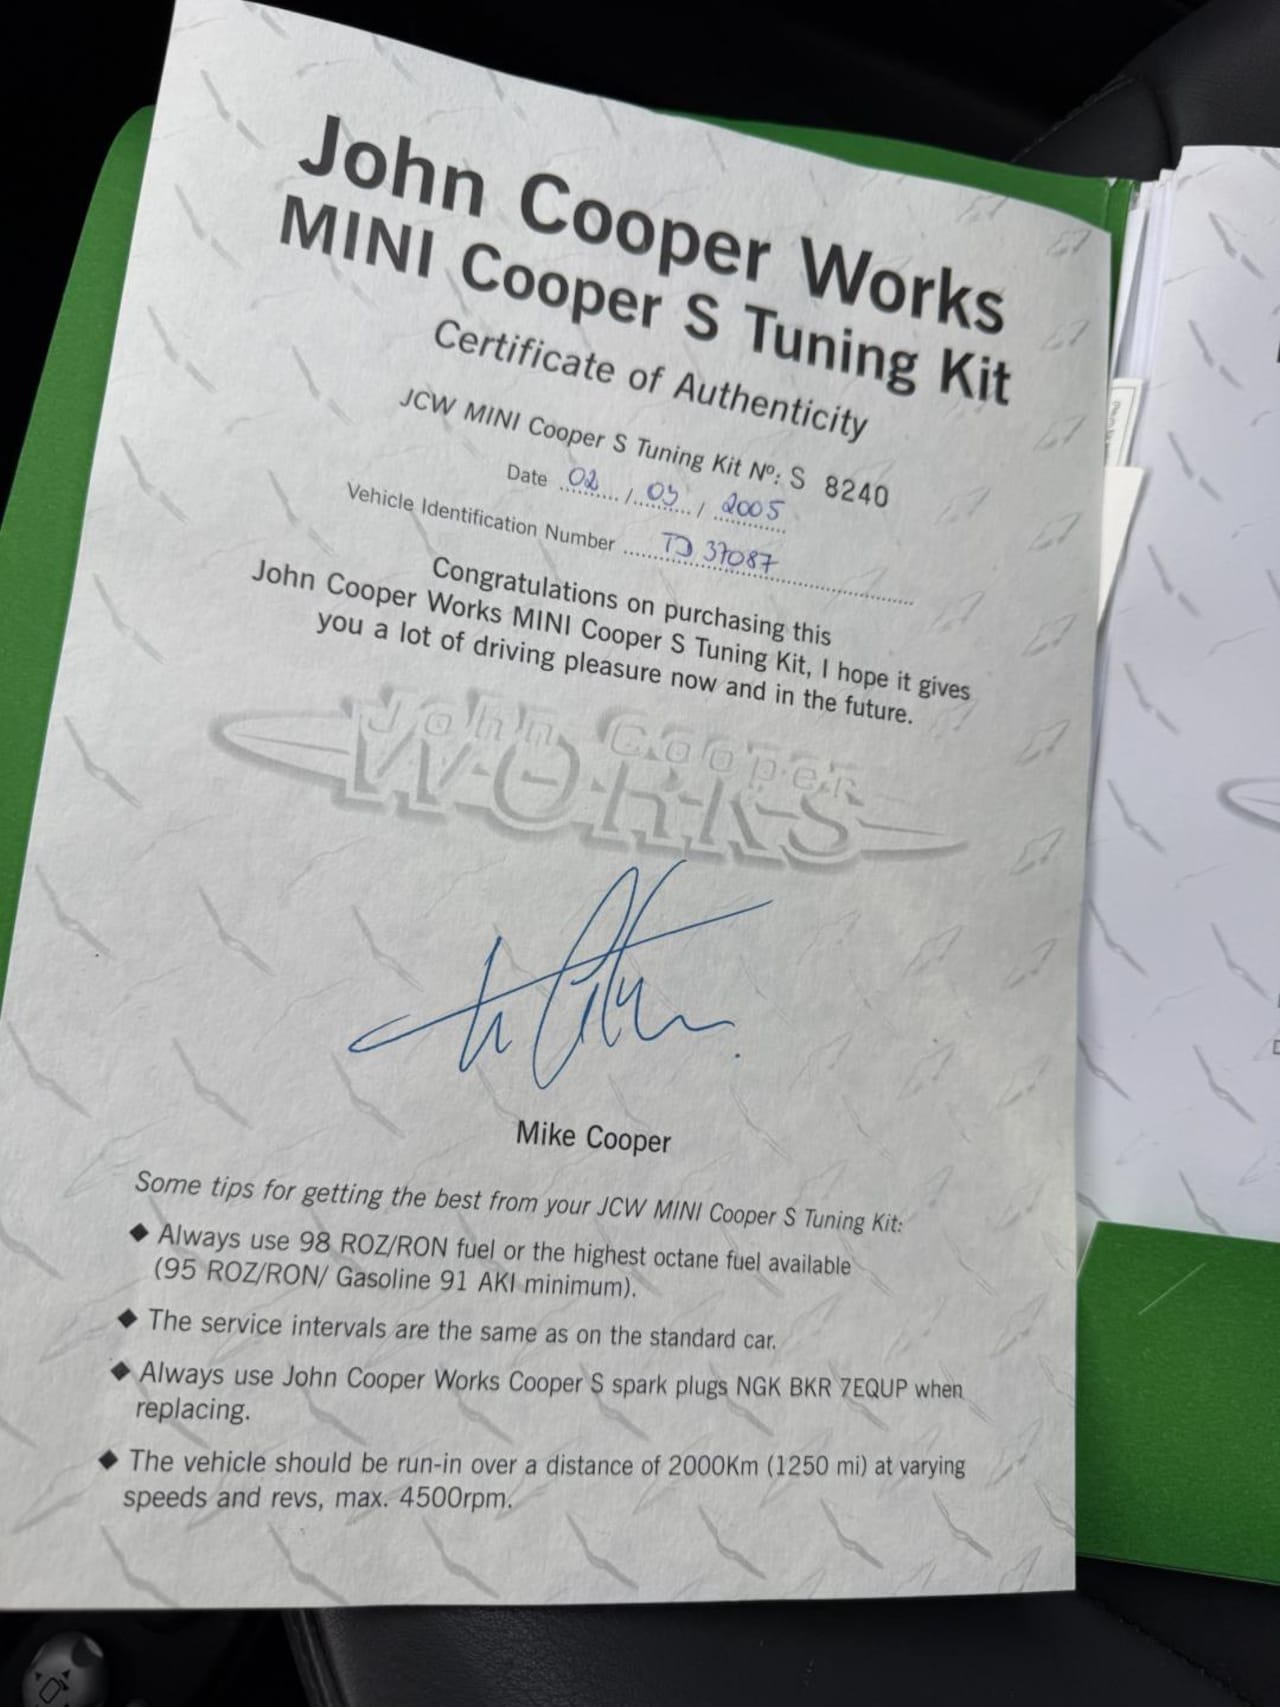 John Cooper Works
MINI Cooper S Tuning Kit
Certificate of Authenticity
JCW MINI Cooper S Tuning Kit Nº: S 8240
Date 02 / 03 / 2005
Vehicle Identification Number TD 37087
Congratulations on purchasing this
John Cooper Works MINI Cooper S Tuning Kit, I hope it gives
you a lot of driving pleasure now and in the future.
John Cooper
WORKS
Mike Cooper
Some tips for getting the best from your JCW MINI Cooper S Tuning Kit:
◆ Always use 98 ROZ/RON fuel or the highest octane fuel available
(95 ROZ/RON/ Gasoline 91 AKI minimum).
◆ The service intervals are the same as on the standard car.
◆ Always use John Cooper Works Cooper S spark plugs NGK BKR 7EQUP when
replacing.
◆ The vehicle should be run-in over a distance of 2000Km (1250 mi) at varying
speeds and revs, max. 4500rpm.